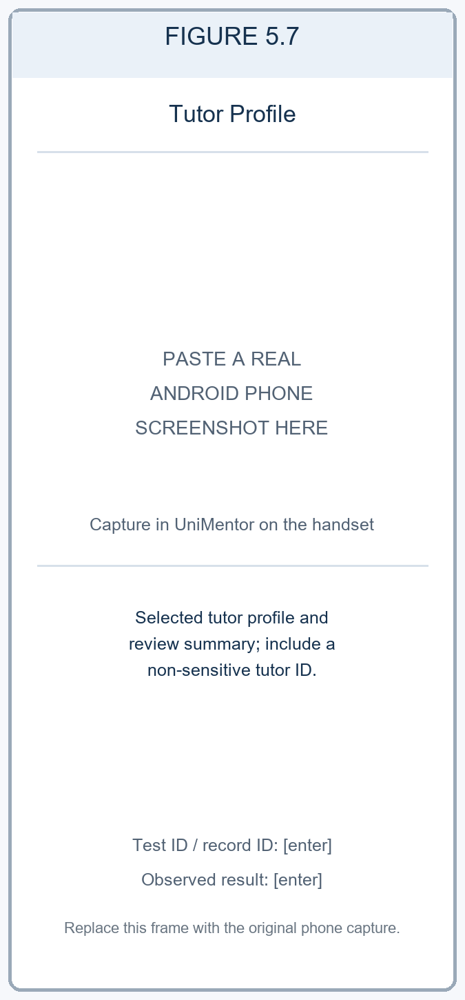 FIGURE 5.7
Tutor Profile
PASTE A REAL
ANDROID PHONE
SCREENSHOT HERE
Capture in UniMentor on the handset
Selected tutor profile and
review summary; include a
non-sensitive tutor ID.
Test ID / record ID: [enter]
Observed result: [enter]
Replace this frame with the original phone capture.